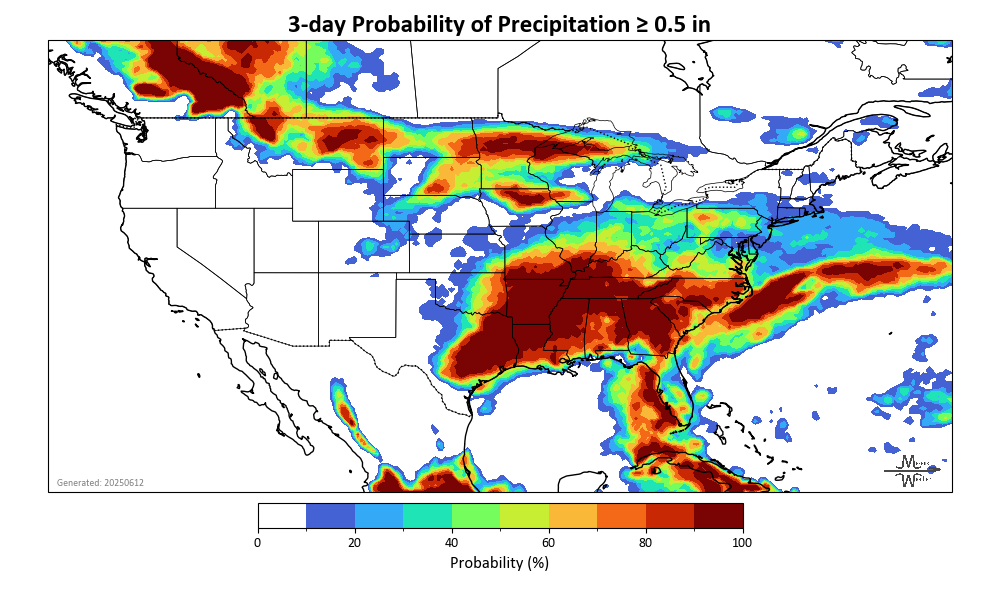 3-day Probability of Precipitation ≥ 0.5 in
Generated: 20250612
0 20 40 60 80 100
Probability (%)